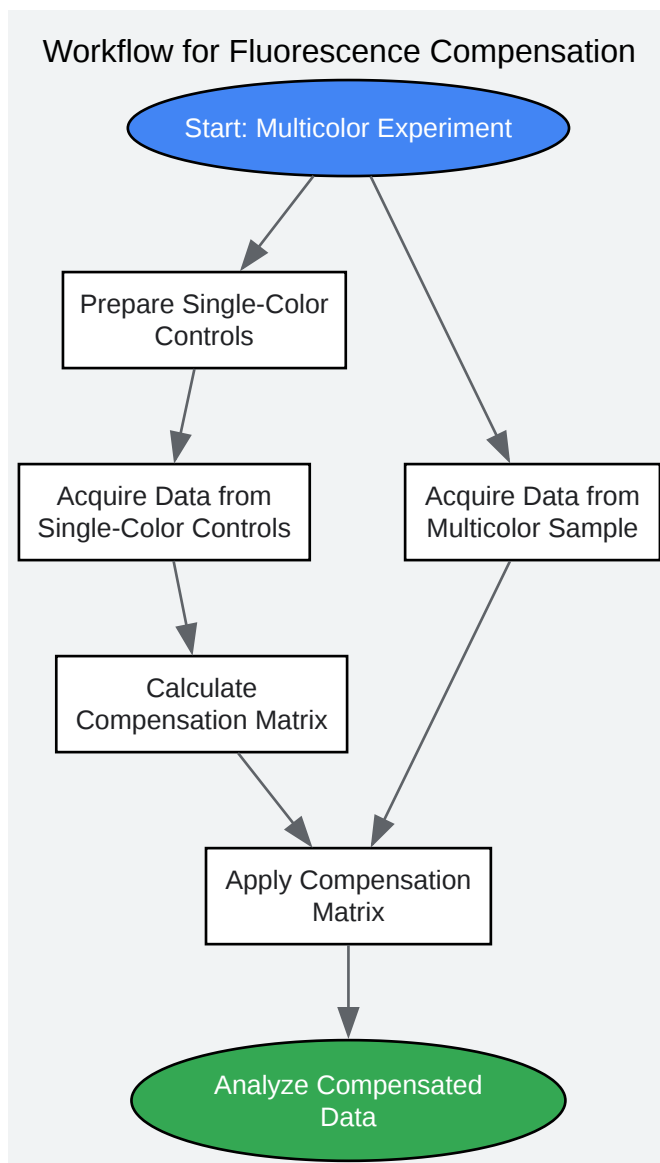 Workflow for Fluorescence Compensation
Start: Multicolor Experiment
Prepare Single-Color
Controls
Acquire Data from
Single-Color Controls
Acquire Data from
Multicolor Sample
Calculate
Compensation Matrix
Apply Compensation
Matrix
Analyze Compensated
Data